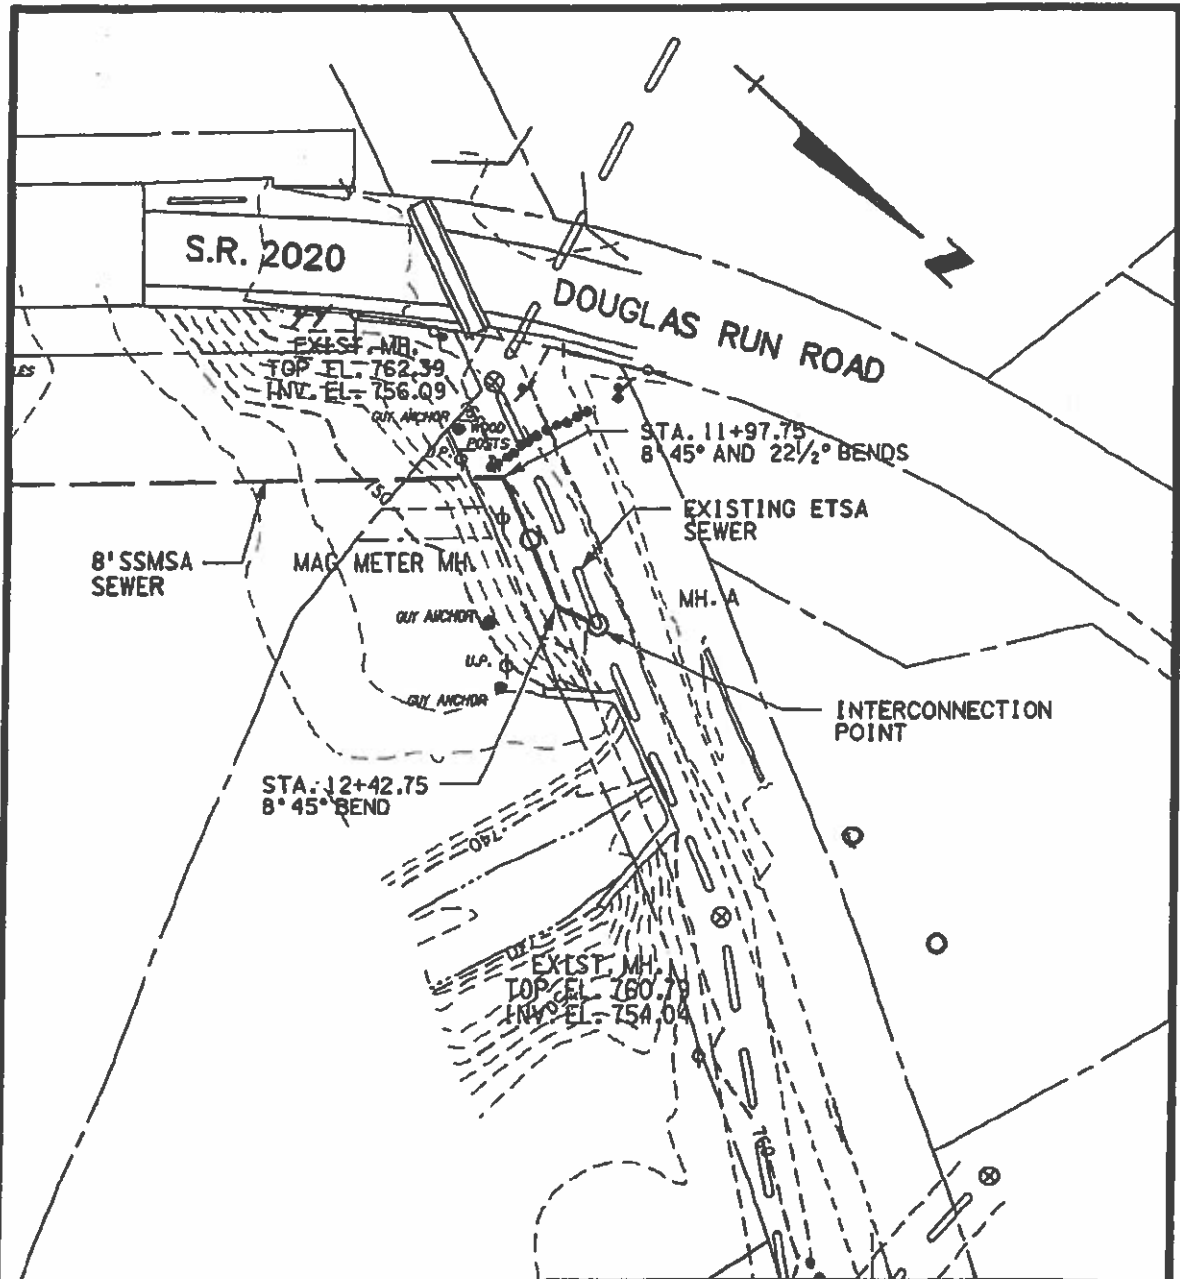 S.R. 2020
DOUGLAS RUN ROAD
EXIST. MH.
TOP EL. 762.39
INV. EL. 756.09
LES
GUY ANCHOR
WOOD
POSTS
U.P.
STA. 11+97.75
8" 45° AND 22 1/2° BENDS
EXISTING ETSA
SEWER
8" SSMSA
SEWER
MAG METER MH.
MH. A
GUY ANCHOR
U.P.
GUY ANCHOR
INTERCONNECTION
POINT
STA. 12+42.75
8" 45° BEND
740
EXIST. MH.
TOP EL. 760.79
INV. EL. 754.04
760
N